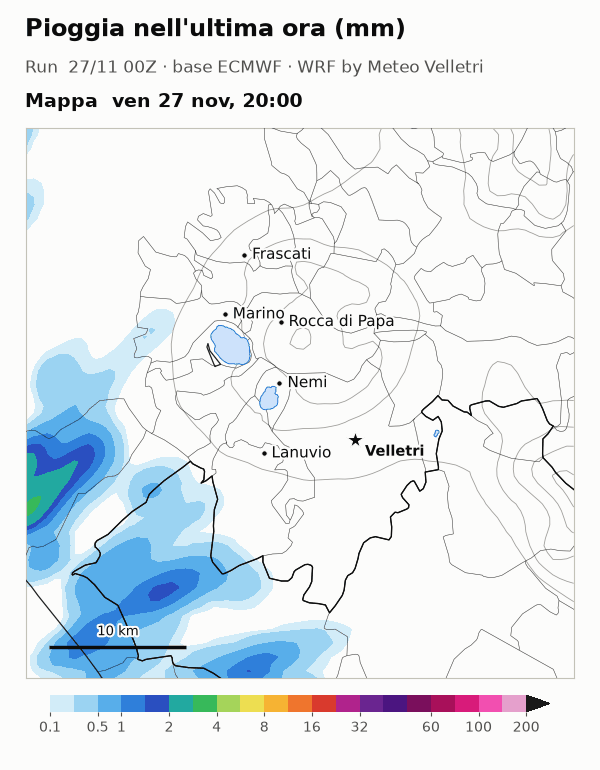 Pioggia nell'ultima ora (mm)
Run  27/11 00Z · base ECMWF · WRF by Meteo Velletri
Mappa  ven 27 nov, 20:00
Frascati
Marino
Rocca di Papa
Nemi
Velletri
Lanuvio
10 km
0.1 0.5 1 2 4 8 16 32 60 100 200